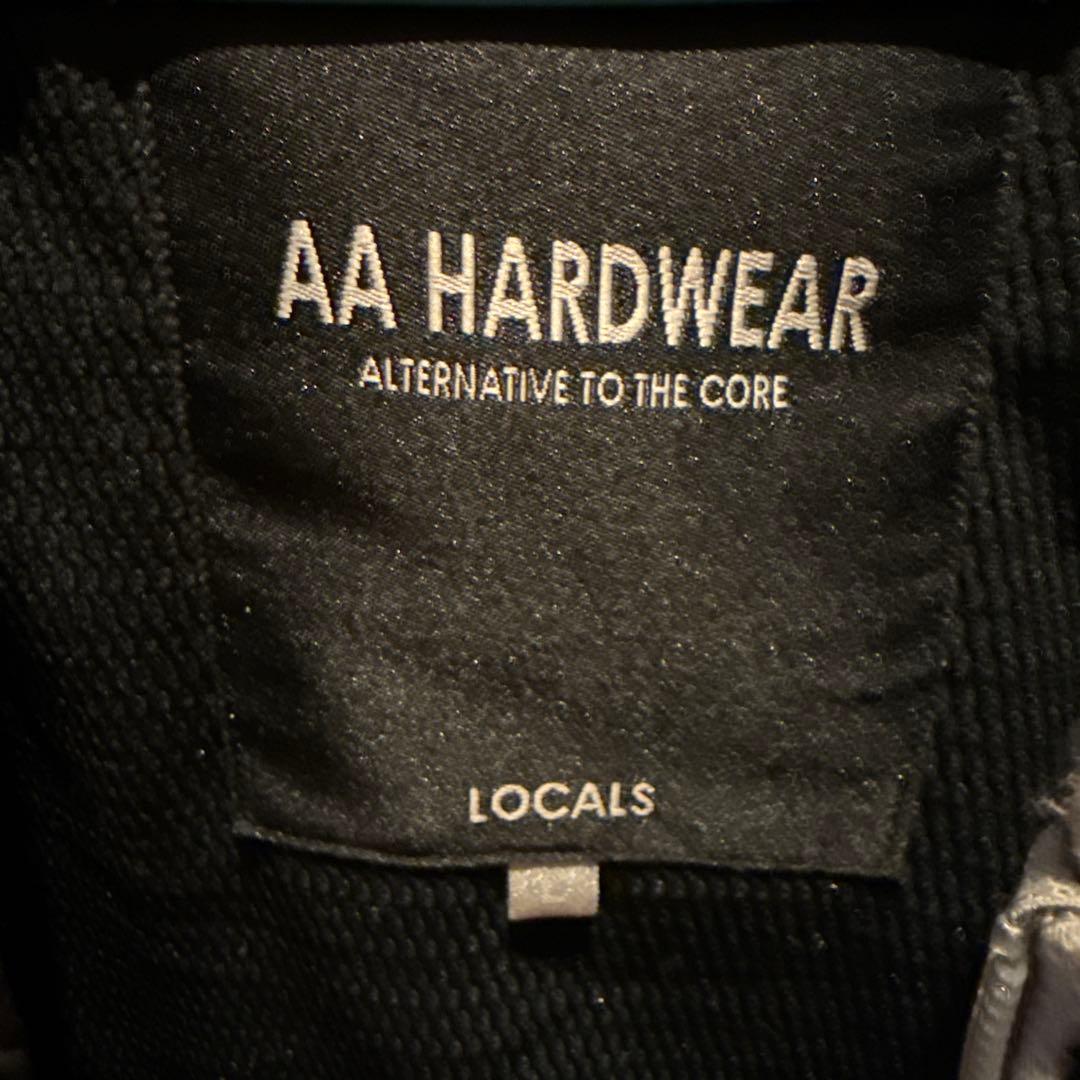 AA HARDWEAR
ALTERNATIVE TO THE CORE
LOCALS